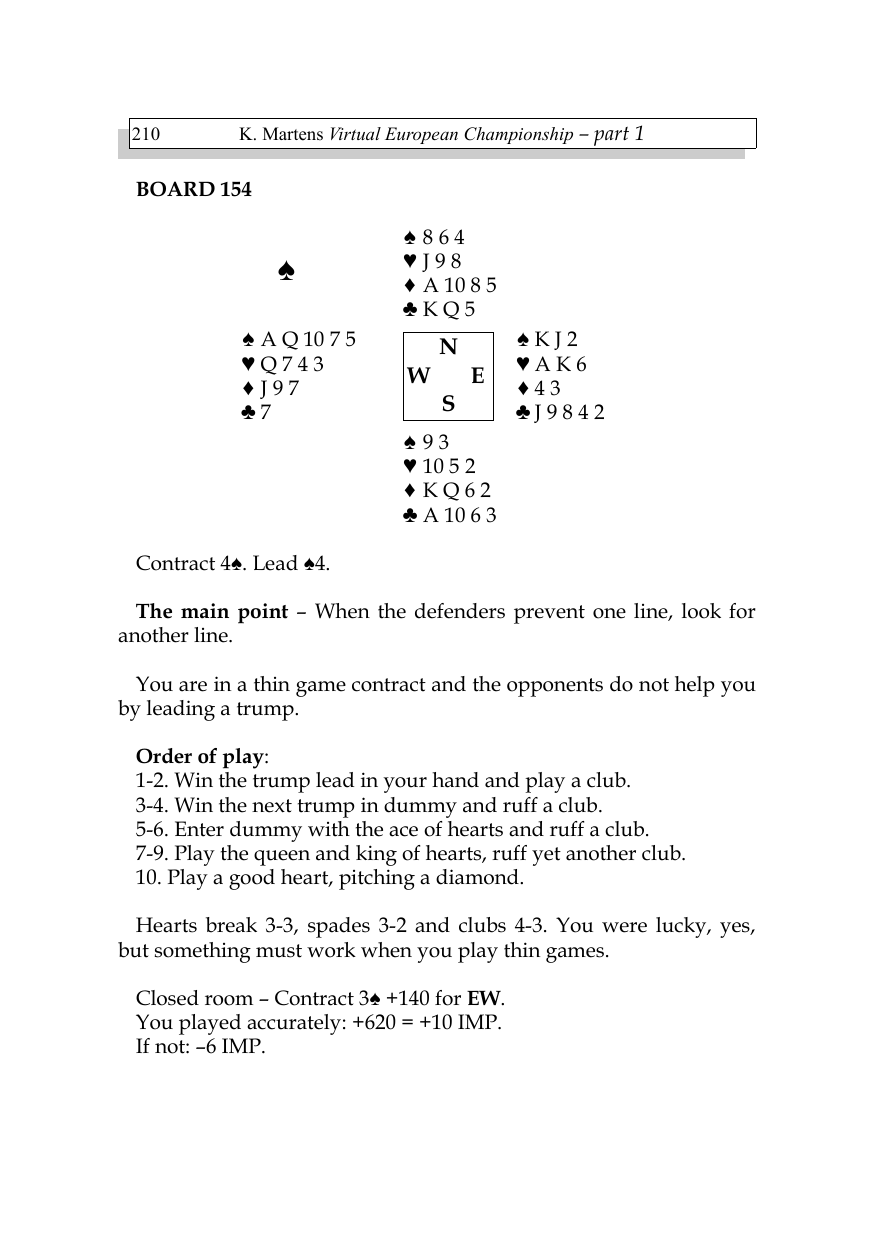 210 K. Martens Virtual European Championship – part 1
BOARD 154
♠ 8 6 4
♠ ♥ J 9 8
♦ A 10 8 5
♣ K Q 5
♠ A Q 10 7 5 N ♠ K J 2
♥ Q 7 4 3 W E ♥ A K 6
♦ J 9 7 ♦ 4 3
♣ 7 S ♣ J 9 8 4 2
♠ 9 3
♥ 10 5 2
♦ K Q 6 2
♣ A 10 6 3
Contract 4♠. Lead ♠4.
The main point – When the defenders prevent one line, look for
another line.
You are in a thin game contract and the opponents do not help you
by leading a trump.
Order of play:
1-2. Win the trump lead in your hand and play a club.
3-4. Win the next trump in dummy and ruff a club.
5-6. Enter dummy with the ace of hearts and ruff a club.
7-9. Play the queen and king of hearts, ruff yet another club.
10. Play a good heart, pitching a diamond.
Hearts break 3-3, spades 3-2 and clubs 4-3. You were lucky, yes,
but something must work when you play thin games.
Closed room – Contract 3♠ +140 for EW.
You played accurately: +620 = +10 IMP.
If not: –6 IMP.